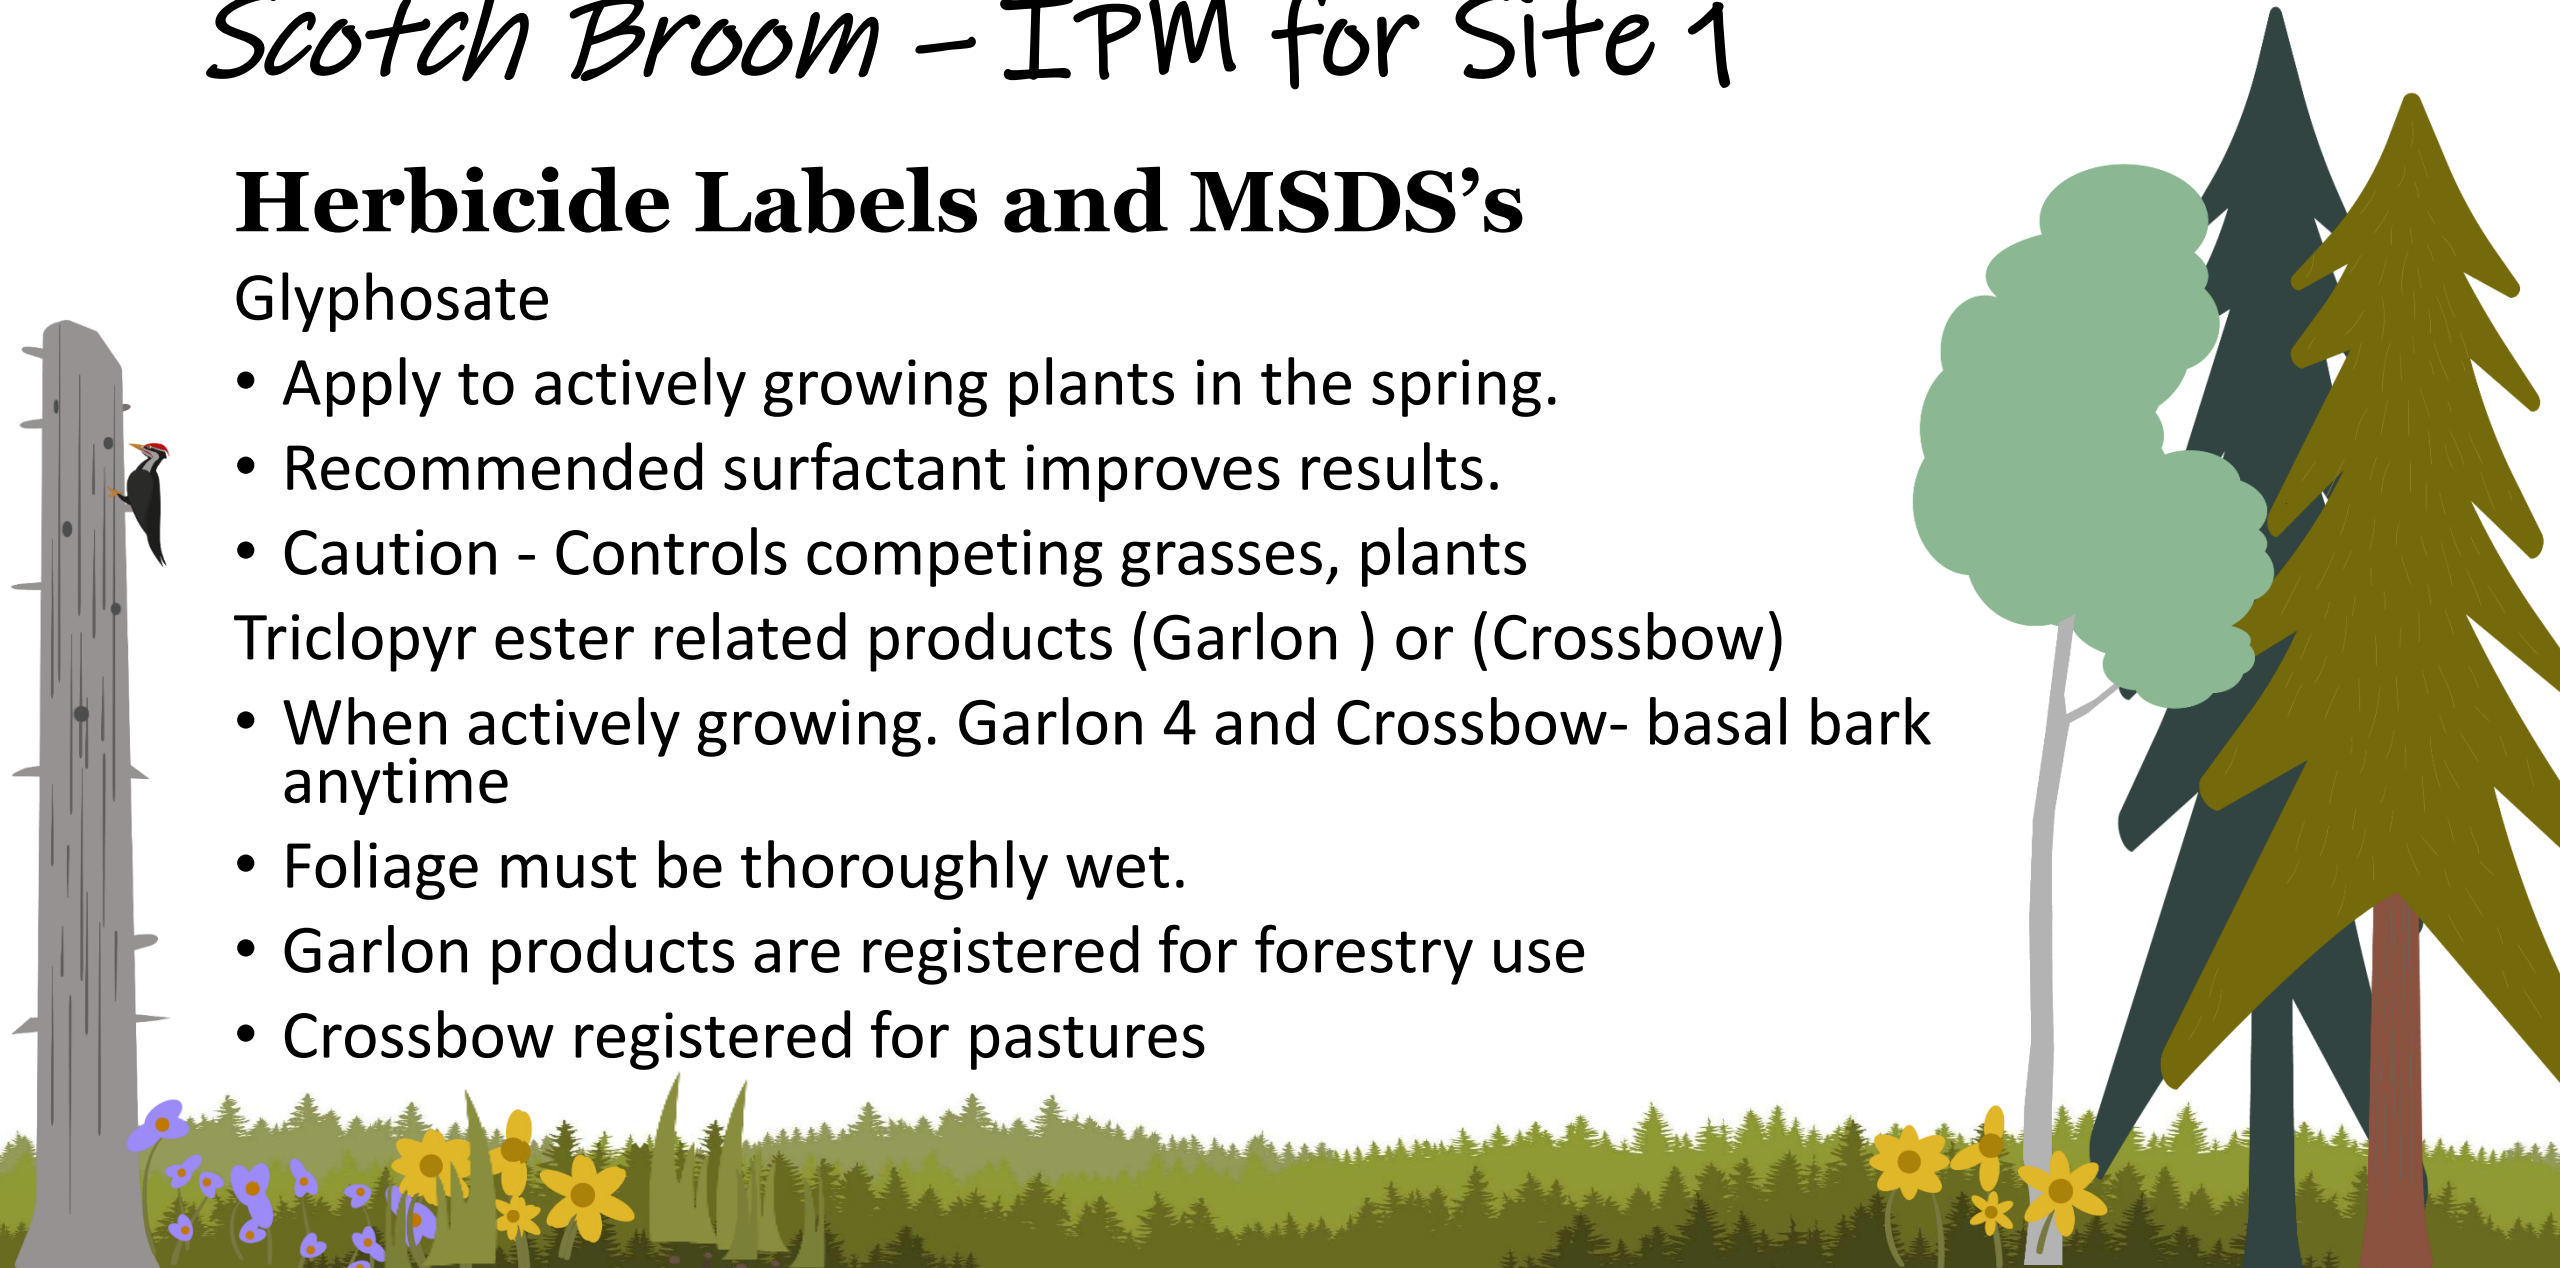 Scotch Broom – IPM for Site 1
Herbicide Labels and MSDS’s
Glyphosate
• Apply to actively growing plants in the spring.
• Recommended surfactant improves results.
• Caution - Controls competing grasses, plants
Triclopyr ester related products (Garlon ) or (Crossbow)
• When actively growing. Garlon 4 and Crossbow- basal bark
anytime
• Foliage must be thoroughly wet.
• Garlon products are registered for forestry use
• Crossbow registered for pastures